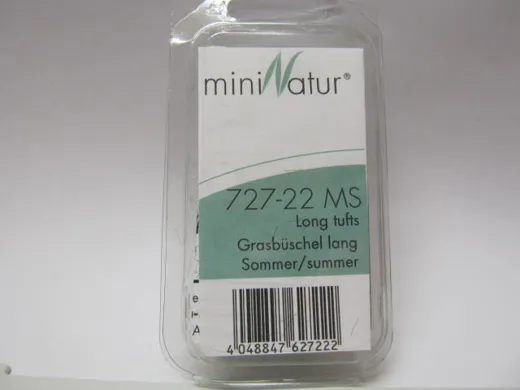 miniNatur®
727-22 MS
Long tufts
Grasbüschel lang
Sommer/summer
4 048847 627222